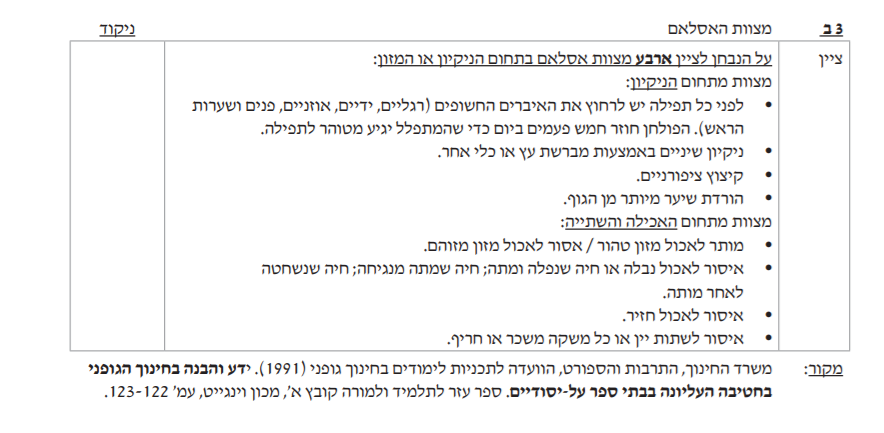 3 ב מצוות האסלאם ניקוד
ציין על הנבחן לציין ארבע מצוות אסלאם בתחום הניקיון או המזון:
מצוות מתחום הניקיון:
• לפני כל תפילה יש לרחוץ את האיברים החשופים (רגליים, ידיים, אוזניים, פנים ושערות
הראש). הפולחן חוזר חמש פעמים ביום כדי שהמתפלל יגיע מטוהר לתפילה.
• ניקיון שיניים באמצעות מברשת עץ או כלי אחר.
• קיצוץ ציפורניים.
• הורדת שיער מיותר מן הגוף.
מצוות מתחום האכילה והשתייה:
• מותר לאכול מזון טהור / אסור לאכול מזון מזוהם.
• איסור לאכול נבלה או חיה שנפלה ומתה; חיה שמתה מנגיחה; חיה שנשחטה
לאחר מותה.
• איסור לאכול חזיר.
• איסור לשתות יין או כל משקה משכר או חריף.
מקור: משרד החינוך, התרבות והספורט, הוועדה לתכניות לימודים בחינוך גופני (1991). ידע והבנה בחינוך הגופני
בחטיבה העליונה בבתי ספר על-יסודיים. ספר עזר לתלמיד ולמורה קובץ א', מכון וינגייט, עמ' 123-122.